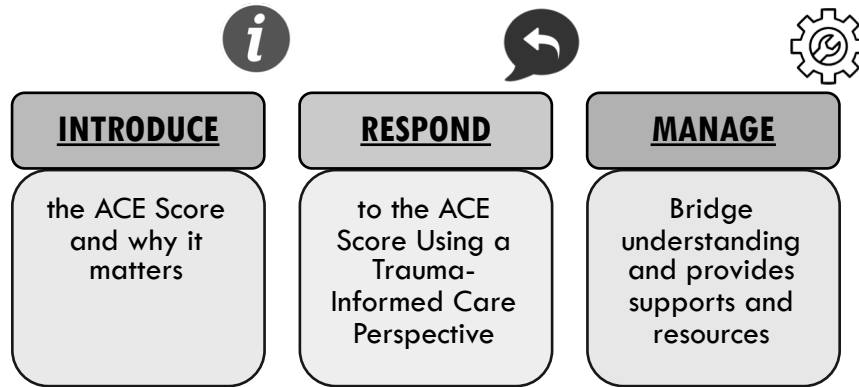 i
INTRODUCE
the ACE Score
and why it
matters
RESPOND
to the ACE
Score Using a
Trauma-
Informed Care
Perspective
MANAGE
Bridge
understanding
and provides
supports and
resources